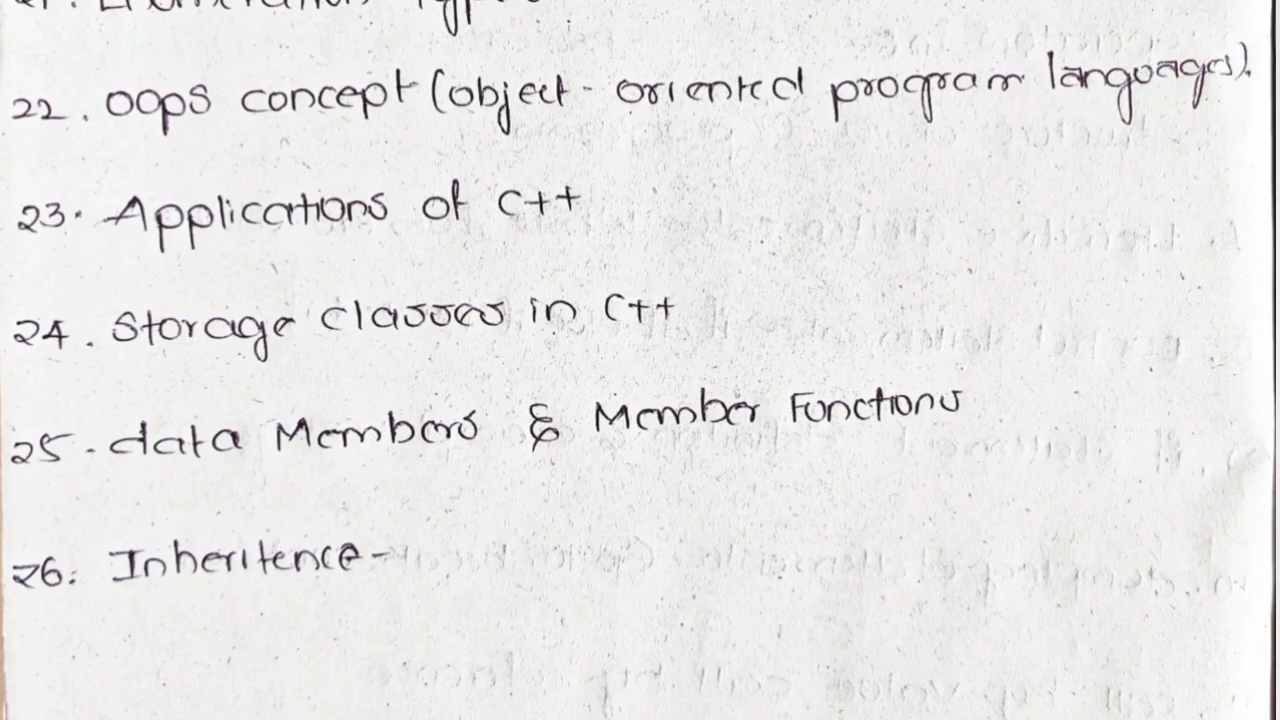 22. OOPS concept (object - oriented program languages).
23. Applications of C++
24. Storage classes in C++
25. data Members & Member Functions
26. Inheritence -